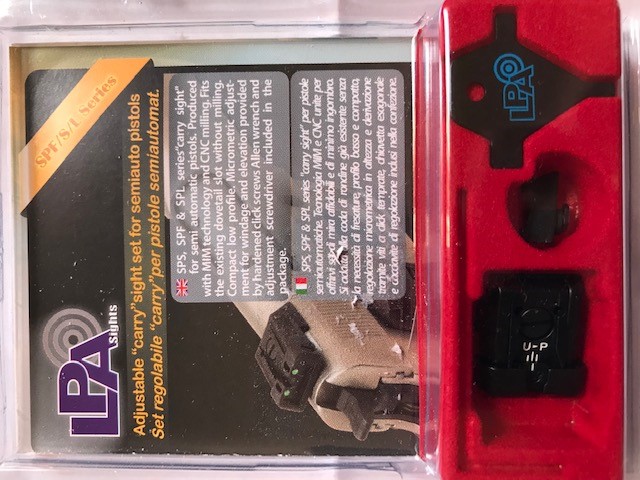 SPF/S/L Series
LPA
Sights
Adjustable "carry" sight set for semiauto pistols
Set regolabile "carry" per pistole semiautomat.
SPS, SPF & SPL series "carry sight"
for semi automatic pistols. Produced
with MIM technology and CNC milling. Fits
the existing dovetail slot without milling.
Compact low profile. Micrometric adjust-
ment for windage and elevation provided
by hardened click screws Allen wrench and
adjustment screwdriver included in the
package.
SPS, SPF & SPL series "carry sight" per pistole
semiautomatiche. Tecnologia MIM e CNC unite per
offrirvi set di mira affidabili e di minimo ingombro.
Si adatta alla coda di rondine già esistente senza
la necessità di fresature, profilo basso e compatto,
regolazione micrometrica in altezza e derivazione
tramite viti a click temprate, chiavetta esagonale
e cacciavite di regolazione inclusi nella confezione.
LPA
U-P